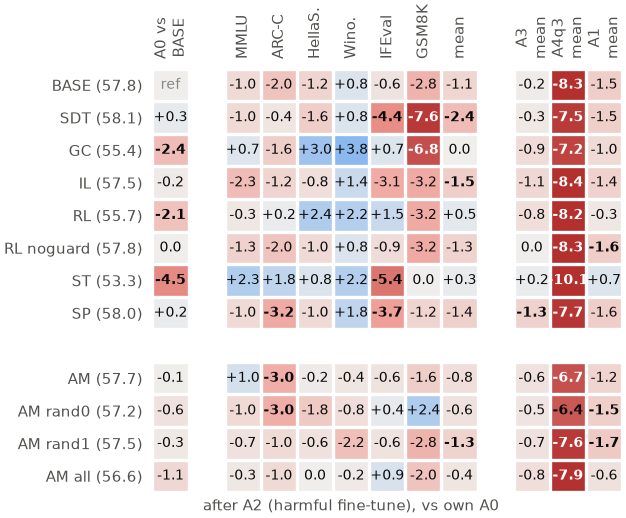 A0 vs BASE MMLU ARC-C HellaS. Wino. IFEval GSM8K mean A3 mean A4q3 mean A1 mean
BASE (57.8) ref -1.0 -2.0 -1.2 +0.8 -0.6 -2.8 -1.1 -0.2 -8.3 -1.5
SDT (58.1) +0.3 -1.0 -0.4 -1.6 +0.8 -4.4 -7.6 -2.4 -0.3 -7.5 -1.5
GC (55.4) -2.4 +0.7 -1.6 +3.0 +3.8 +0.7 -6.8 0.0 -0.9 -7.2 -1.0
IL (57.5) -0.2 -2.3 -1.2 -0.8 +1.4 -3.1 -3.2 -1.5 -1.1 -8.4 -1.4
RL (55.7) -2.1 -0.3 +0.2 +2.4 +2.2 +1.5 -3.2 +0.5 -0.8 -8.2 -0.3
RL noguard (57.8) 0.0 -1.3 -2.0 -1.0 +0.8 -0.9 -3.2 -1.3 0.0 -8.3 -1.6
ST (53.3) -4.5 +2.3 +1.8 +0.8 +2.2 -5.4 0.0 +0.3 +0.2 10.1 +0.7
SP (58.0) +0.2 -1.0 -3.2 -1.0 +1.8 -3.7 -1.2 -1.4 -1.3 -7.7 -1.6
AM (57.7) -0.1 +1.0 -3.0 -0.2 -0.4 -0.6 -1.6 -0.8 -0.6 -6.7 -1.2
AM rand0 (57.2) -0.6 -1.0 -3.0 -1.8 -0.8 +0.4 +2.4 -0.6 -0.5 -6.4 -1.5
AM rand1 (57.5) -0.3 -0.7 -1.0 -0.6 -2.2 -0.6 -2.8 -1.3 -0.7 -7.6 -1.7
AM all (56.6) -1.1 -0.3 -1.0 0.0 -0.2 +0.9 -2.0 -0.4 -0.8 -7.9 -0.6
after A2 (harmful fine-tune), vs own A0